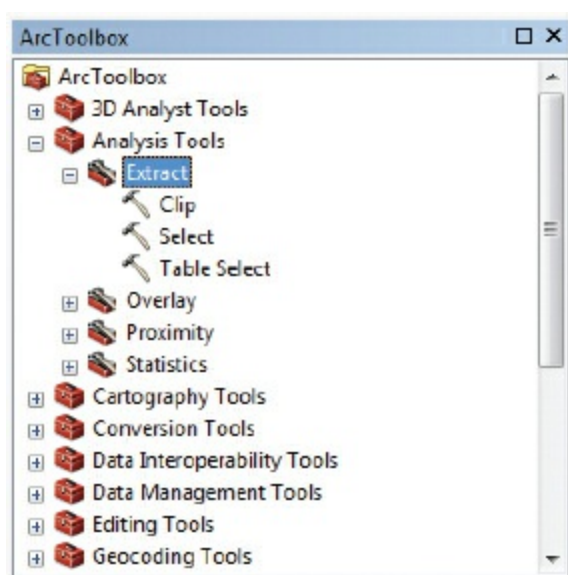 ArcToolbox
ArcToolbox
3D Analyst Tools
Analysis Tools
Extract
Clip
Select
Table Select
Overlay
Proximity
Statistics
Cartography Tools
Conversion Tools
Data Interoperability Tools
Data Management Tools
Editing Tools
Geocoding Tools